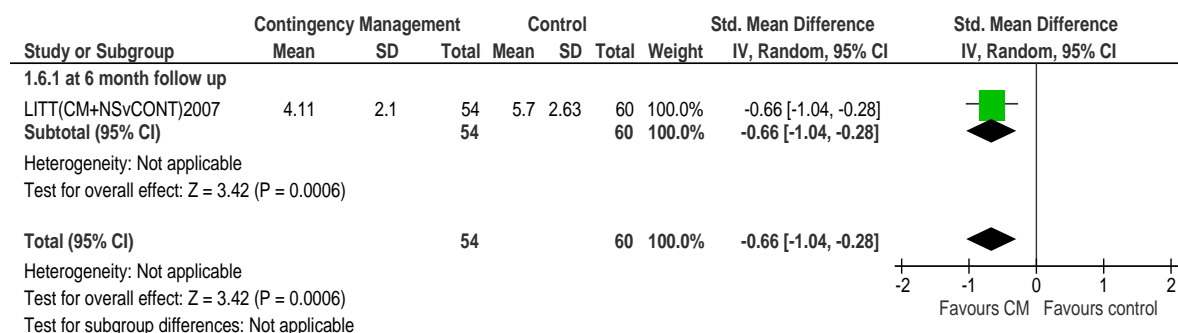 Contingency Management Control Std. Mean Difference Std. Mean Difference
Study or Subgroup Mean SD Total Mean SD Total Weight IV, Random, 95% CI IV, Random, 95% CI
1.6.1 at 6 month follow up
LITT(CM+NSvCONT)2007 4.11 2.1 54 5.7 2.63 60 100.0% -0.66 [-1.04, -0.28]
Subtotal (95% CI) 54 60 100.0% -0.66 [-1.04, -0.28]
Heterogeneity: Not applicable
Test for overall effect: Z = 3.42 (P = 0.0006)
Total (95% CI) 54 60 100.0% -0.66 [-1.04, -0.28]
Heterogeneity: Not applicable
Test for overall effect: Z = 3.42 (P = 0.0006)
Test for subgroup differences: Not applicable
-2 -1 0 1 2
Favours CM Favours control